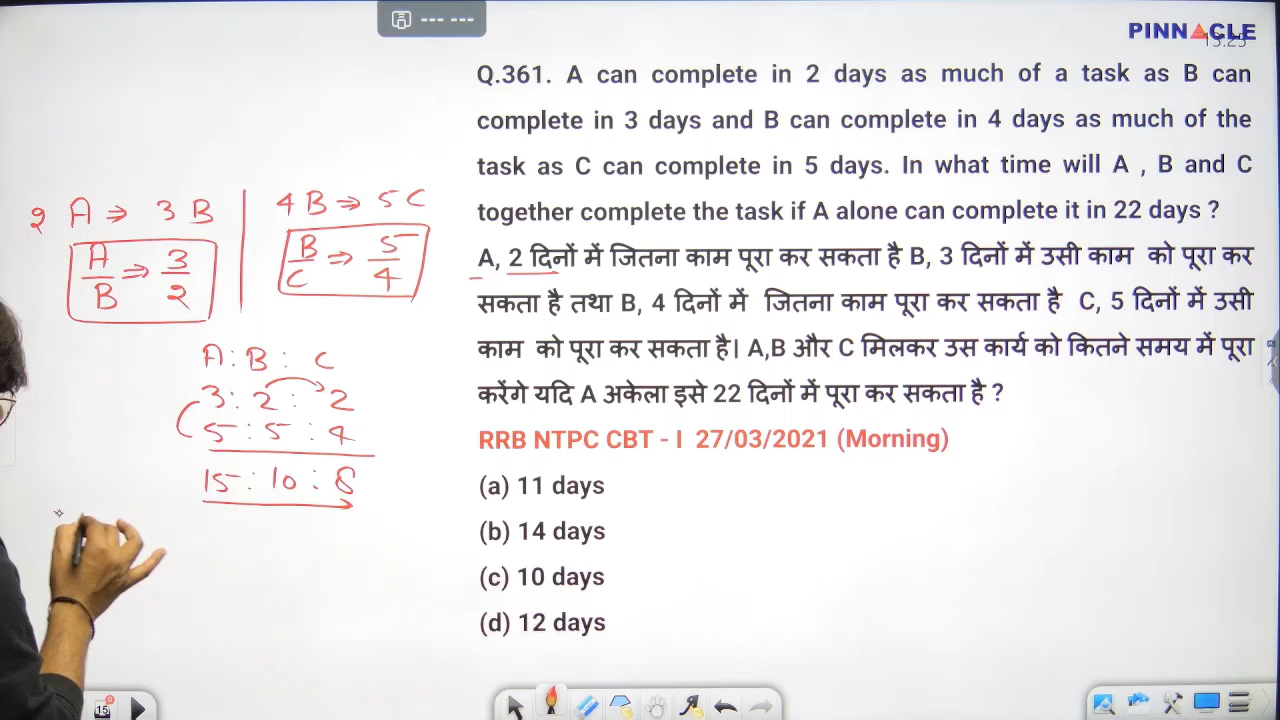 --- ---
PINNACLE
Q.361. A can complete in 2 days as much of a task as B can
complete in 3 days and B can complete in 4 days as much of the
task as C can complete in 5 days. In what time will A , B and C
together complete the task if A alone can complete it in 22 days ?
A, 2 दिनों में जितना काम पूरा कर सकता है B, 3 दिनों में उसी काम को पूरा कर
सकता है तथा B, 4 दिनों में जितना काम पूरा कर सकता है C, 5 दिनों में उसी
काम को पूरा कर सकता है। A,B और C मिलकर उस कार्य को कितने समय में पूरा
करेंगे यदि A अकेला इसे 22 दिनों में पूरा कर सकता है ?
RRB NTPC CBT - I 27/03/2021 (Morning)
(a) 11 days
(b) 14 days
(c) 10 days
(d) 12 days
2 A ⇒ 3 B
A/B ⇒ 3/2
4 B ⇒ 5 C
B/C ⇒ 5/4
A : B : C
3 : 2 : 2
5 : 5 : 4
15 : 10 : 8
15